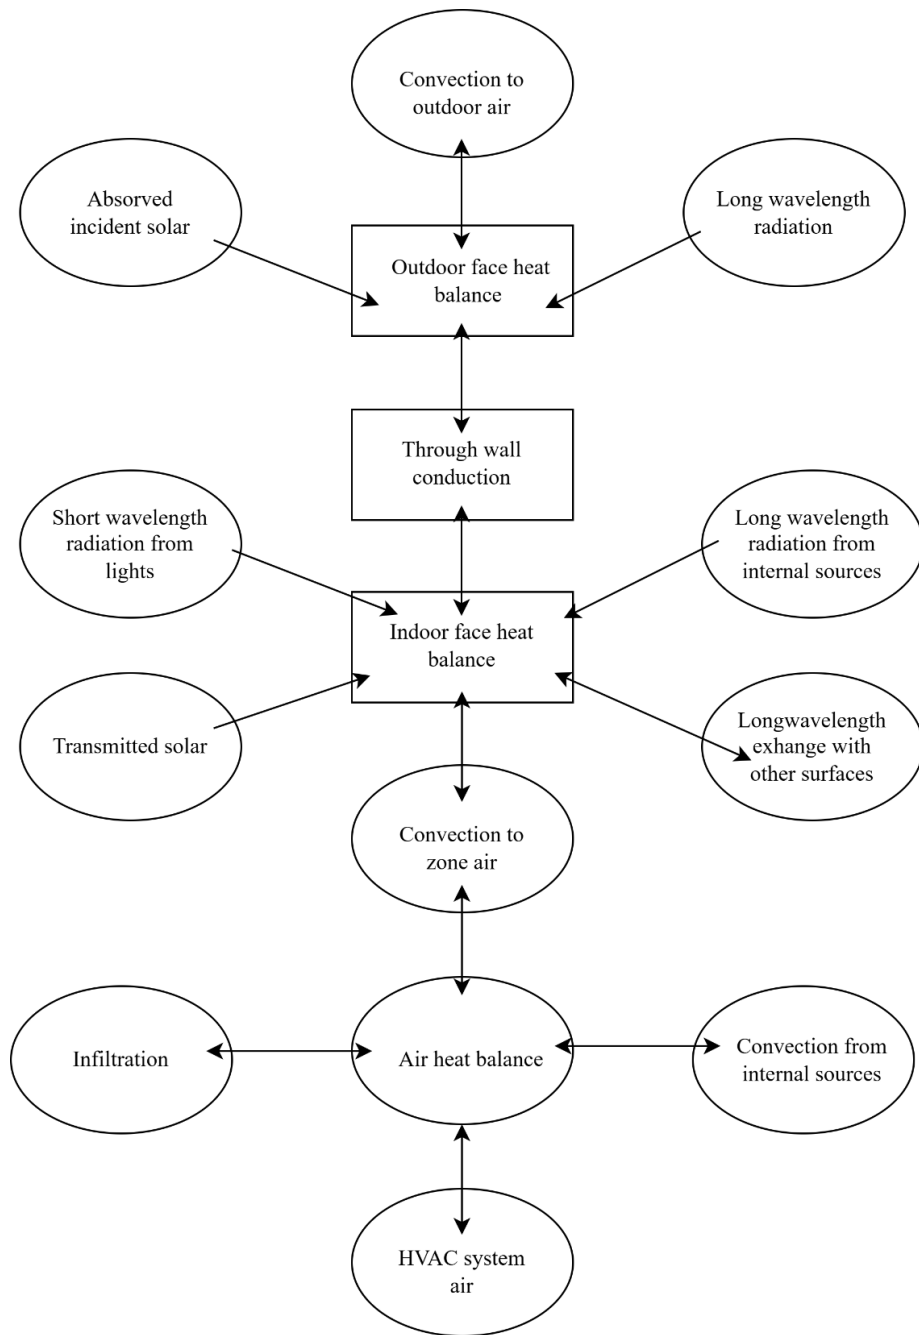 Convection to
outdoor air
Absorved
incident solar
Long wavelength
radiation
Outdoor face heat
balance
Through wall
conduction
Short wavelength
radiation from
lights
Long wavelength
radiation from
internal sources
Indoor face heat
balance
Transmitted solar
Longwavelength
exhange with
other surfaces
Convection to
zone air
Infiltration
Air heat balance
Convection from
internal sources
HVAC system
air